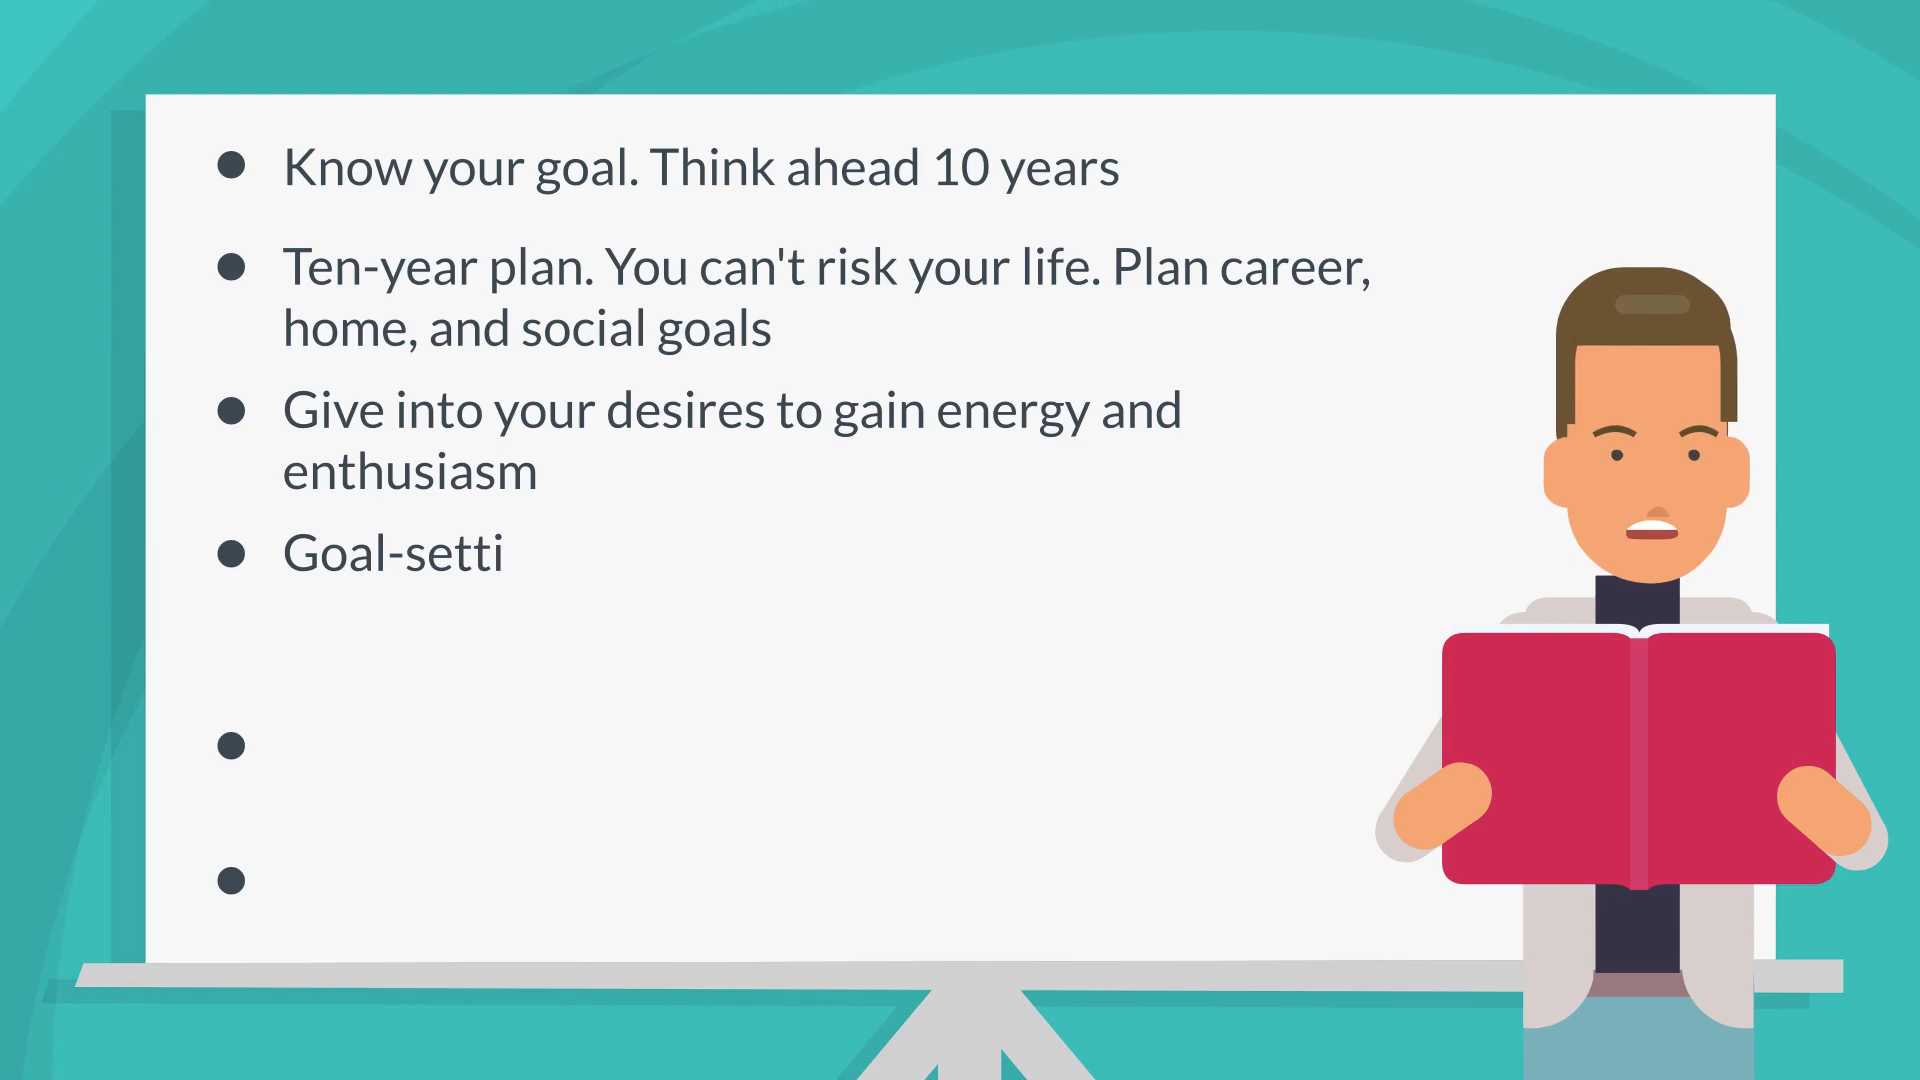 Know your goal. Think ahead 10 years
Ten-year plan. You can't risk your life. Plan career,
home, and social goals
Give into your desires to gain energy and
enthusiasm
Goal-setti